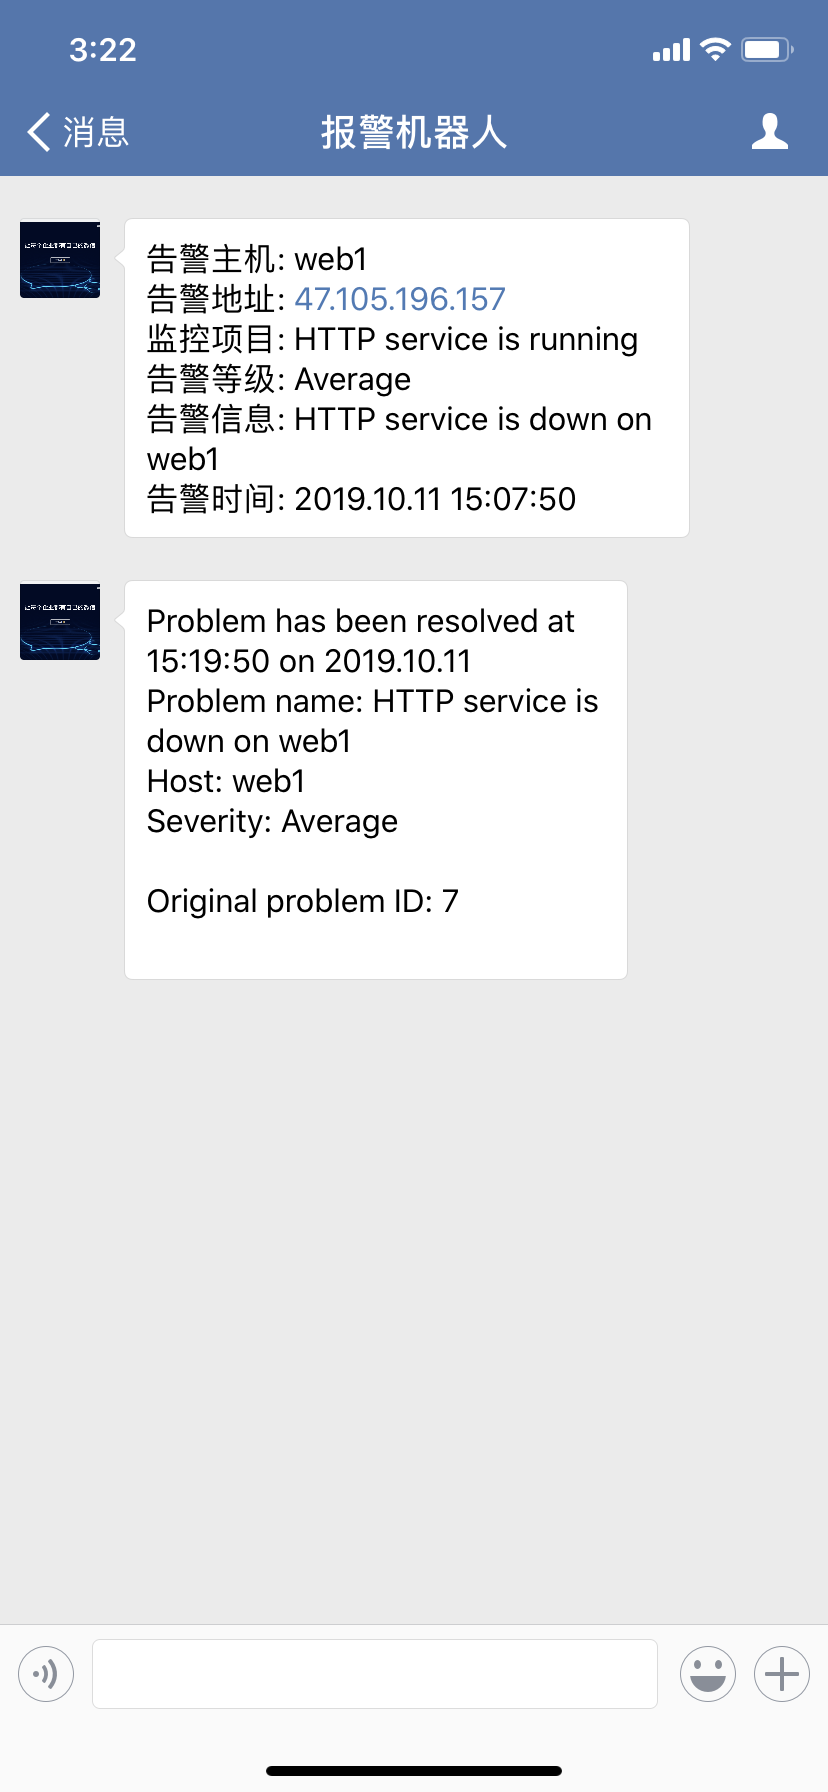 3:22
消息
报警机器人
告警主机: web1
告警地址: 47.105.196.157
监控项目: HTTP service is running
告警等级: Average
告警信息: HTTP service is down on
web1
告警时间: 2019.10.11 15:07:50
Problem has been resolved at
15:19:50 on 2019.10.11
Problem name: HTTP service is
down on web1
Host: web1
Severity: Average
Original problem ID: 7